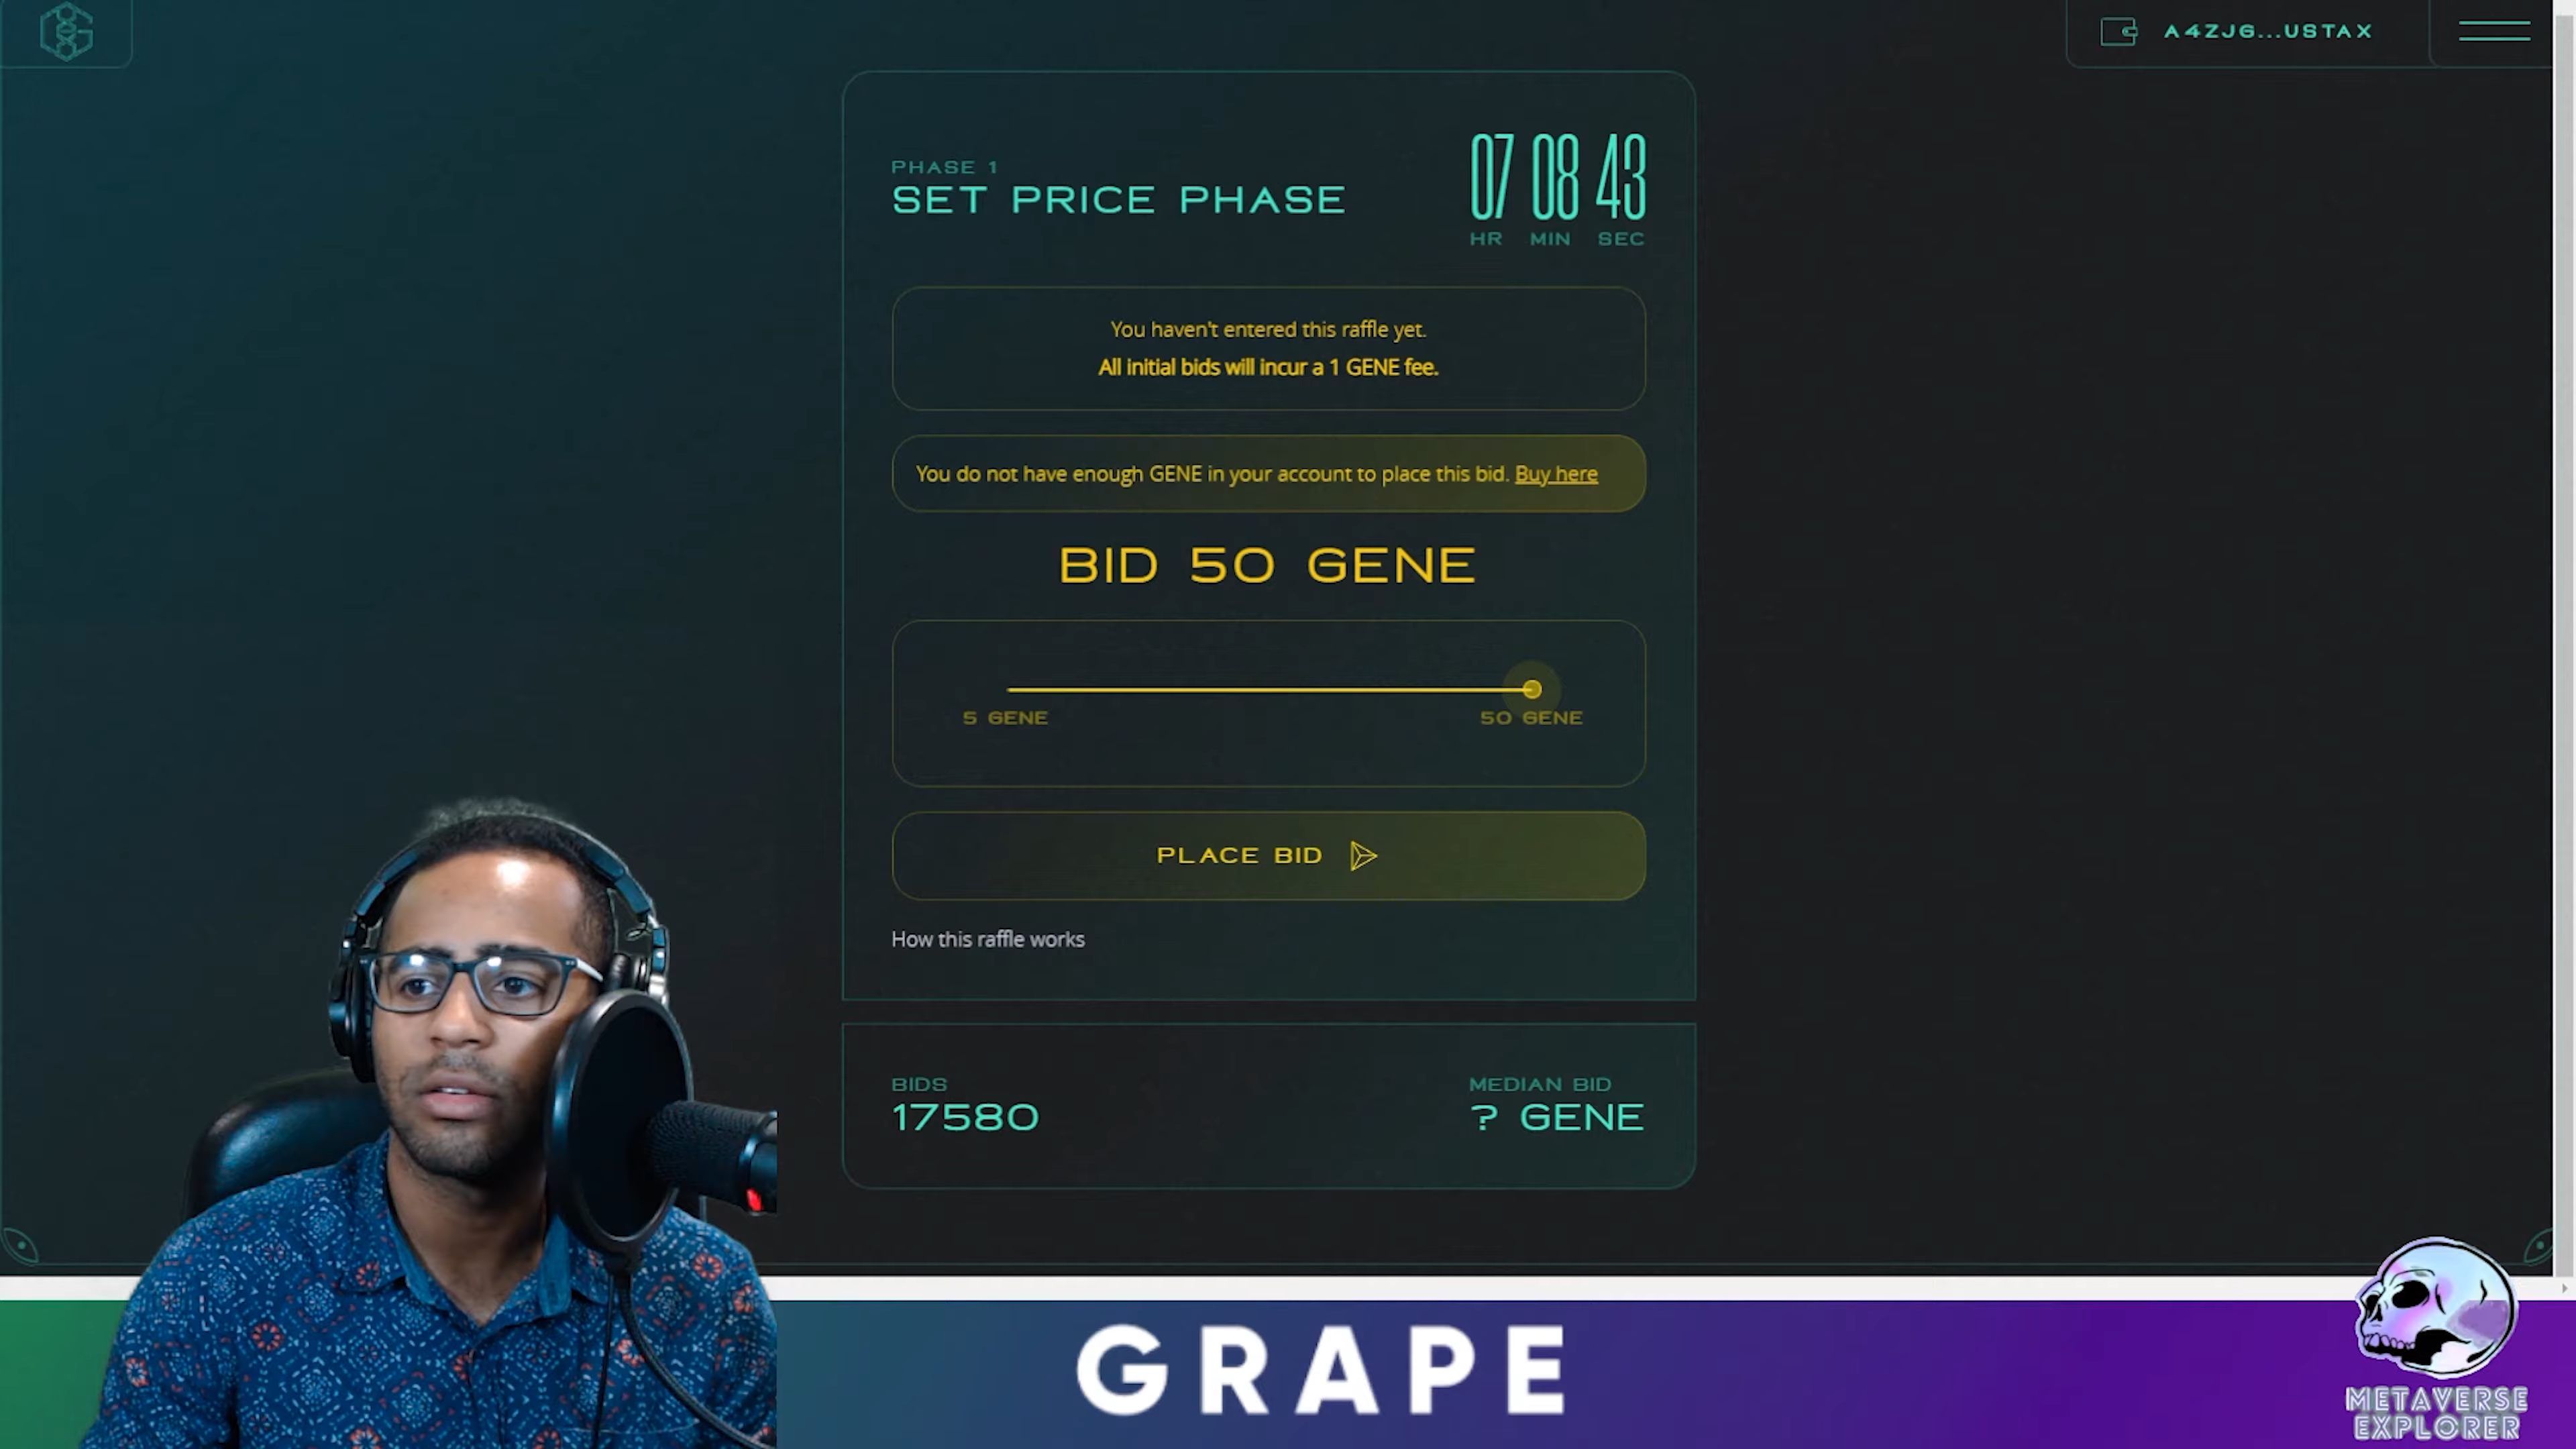 A4ZJG...USTAX
PHASE 1
SET PRICE PHASE
07 08 43
HR MIN SEC
You haven't entered this raffle yet.
All initial bids will incur a 1 GENE fee.
You do not have enough GENE in your account to place this bid. Buy here
BID 50 GENE
5 GENE
50 GENE
PLACE BID
How this raffle works
BIDS
17580
MEDIAN BID
? GENE
GRAPE
METAVERSE
EXPLORER